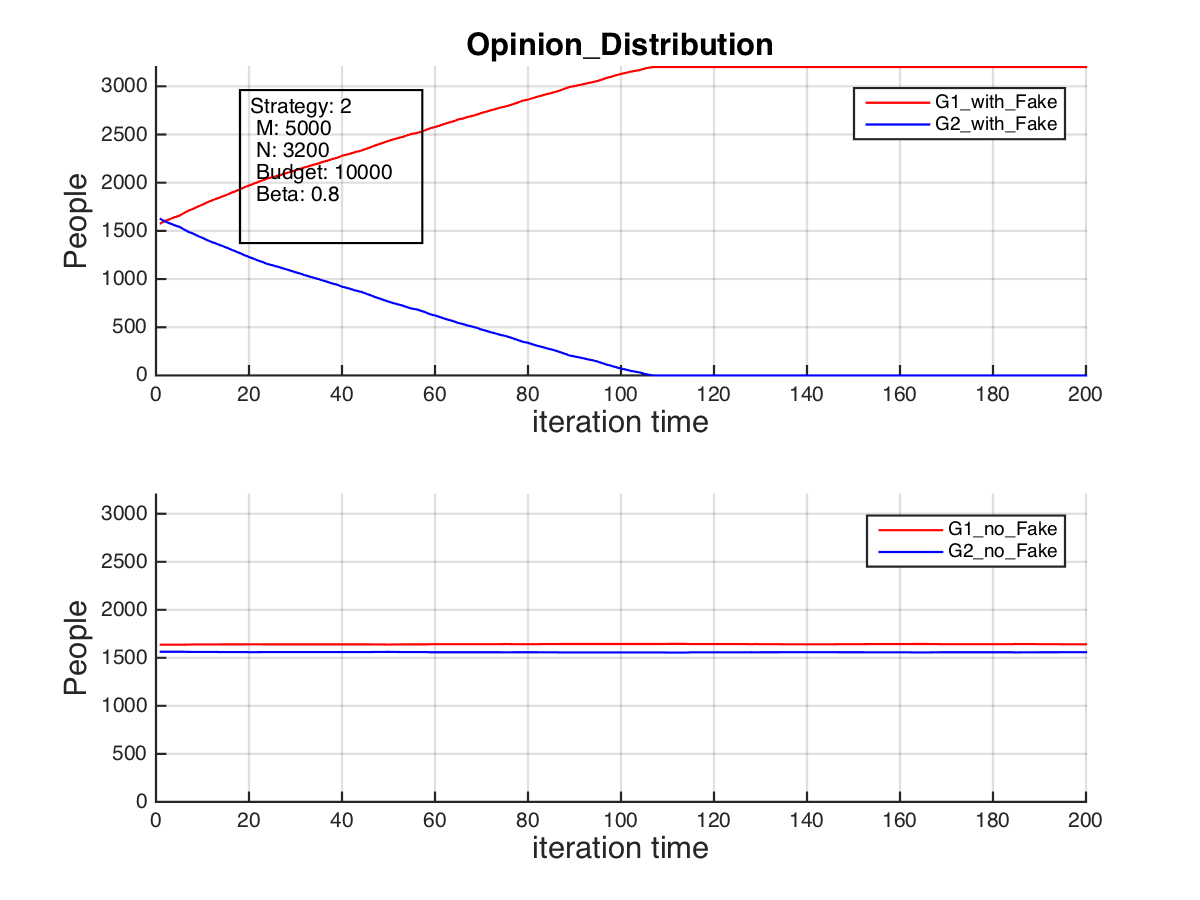 Opinion_Distribution
3000
2500
2000
1500
1000
500
0
People
Strategy: 2
M: 5000
N: 3200
Budget: 10000
Beta: 0.8
G1_with_Fake
G2_with_Fake
0 20 40 60 80 100 120 140 160 180 200
iteration time
3000
2500
2000
1500
1000
500
0
People
G1_no_Fake
G2_no_Fake
0 20 40 60 80 100 120 140 160 180 200
iteration time